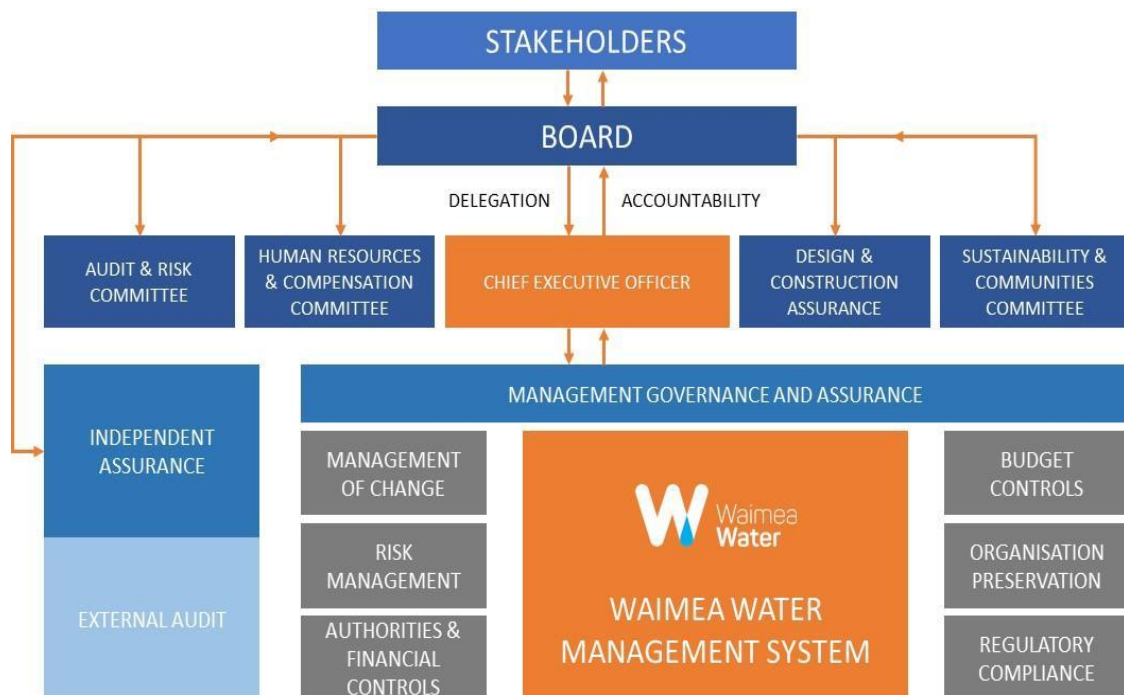 STAKEHOLDERS
BOARD
DELEGATION
ACCOUNTABILITY
AUDIT & RISK
COMMITTEE
HUMAN RESOURCES
& COMPENSATION
COMMITTEE
CHIEF EXECUTIVE OFFICER
DESIGN &
CONSTRUCTION
ASSURANCE
SUSTAINABILITY &
COMMUNITIES
COMMITTEE
INDEPENDENT
ASSURANCE
EXTERNAL AUDIT
MANAGEMENT GOVERNANCE AND ASSURANCE
MANAGEMENT
OF CHANGE
RISK
MANAGEMENT
AUTHORITIES &
FINANCIAL
CONTROLS
Waimea
Water
WAIMEA WATER
MANAGEMENT SYSTEM
BUDGET
CONTROLS
ORGANISATION
PRESERVATION
REGULATORY
COMPLIANCE